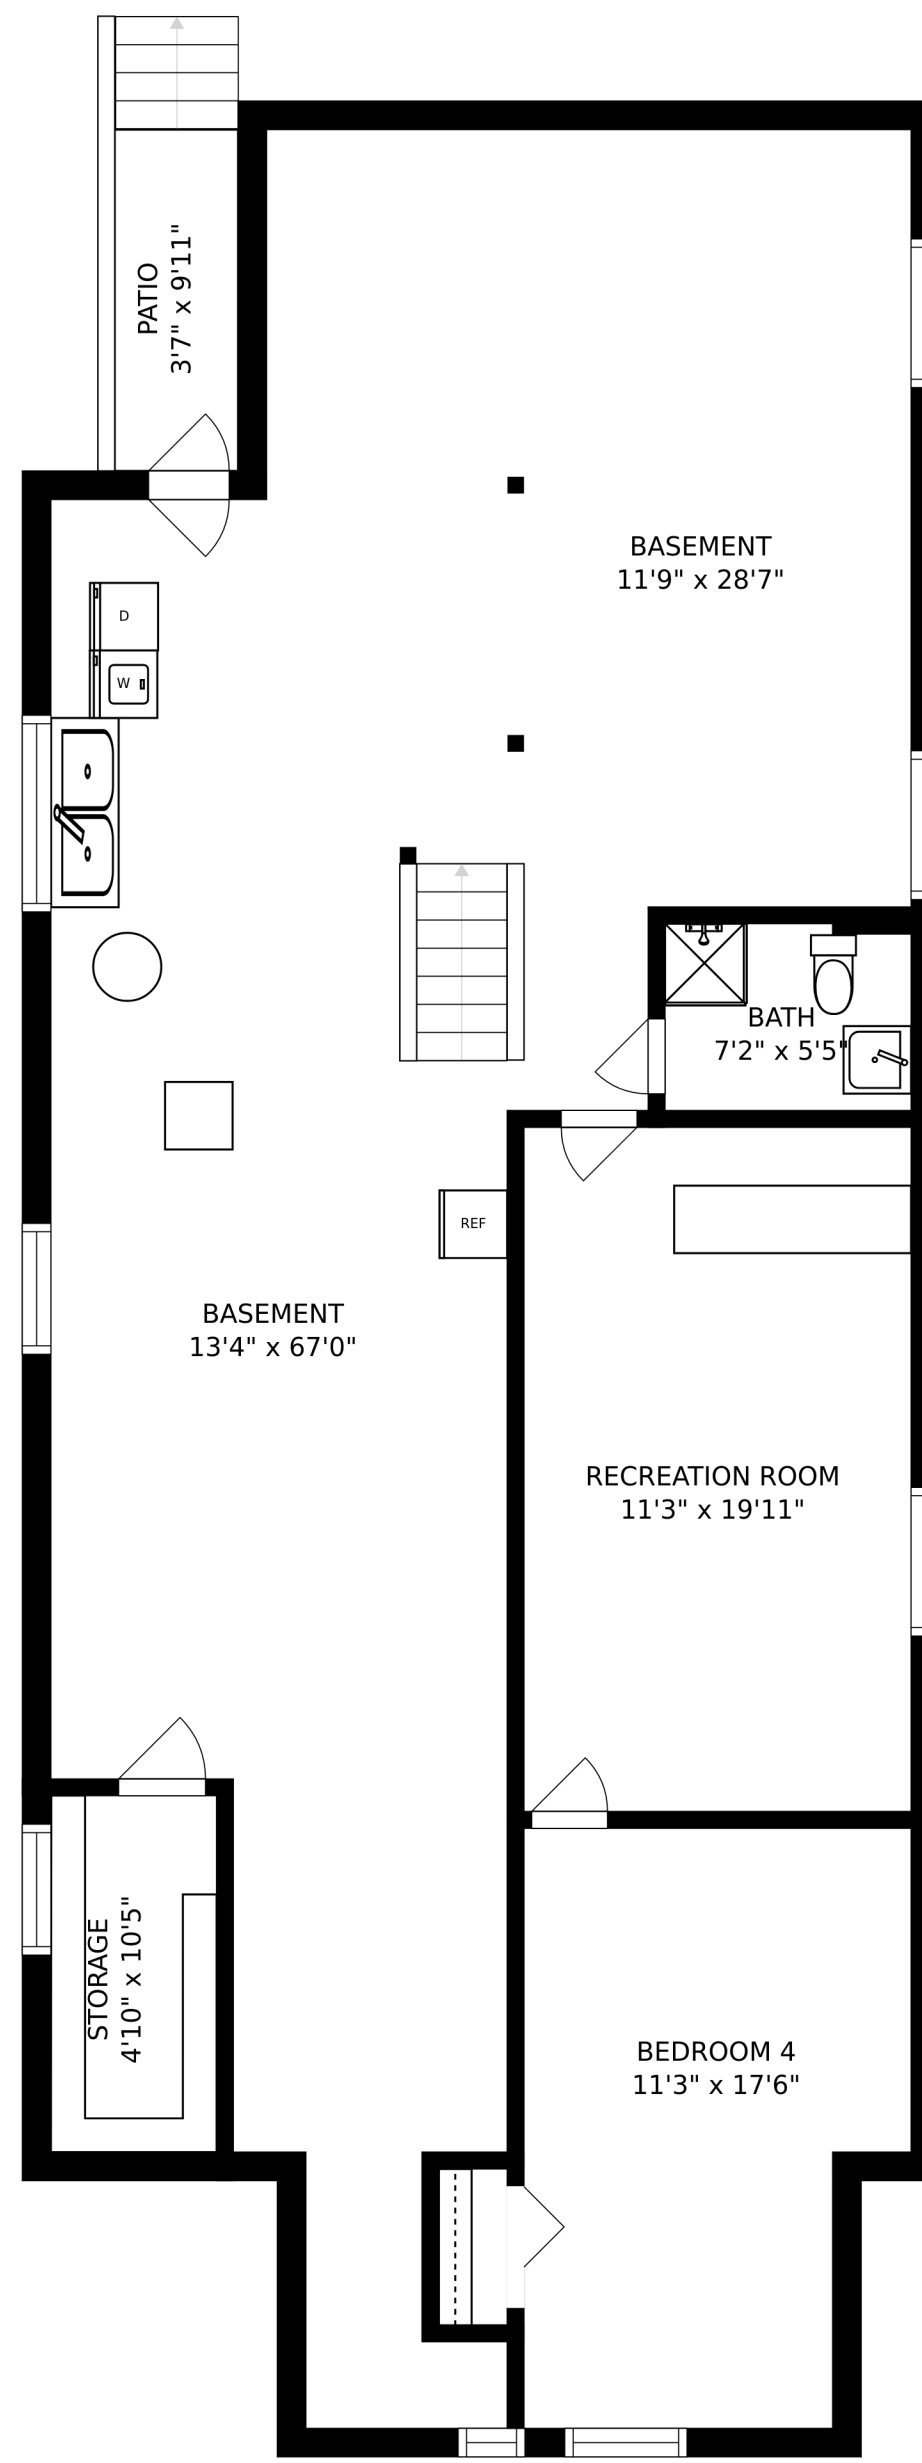 PATIO
3'7" x 9'11"
BASEMENT
11'9" x 28'7"
D
W
BATH
7'2" x 5'5"
REF
BASEMENT
13'4" x 67'0"
RECREATION ROOM
11'3" x 19'11"
STORAGE
4'10" x 10'5"
BEDROOM 4
11'3" x 17'6"